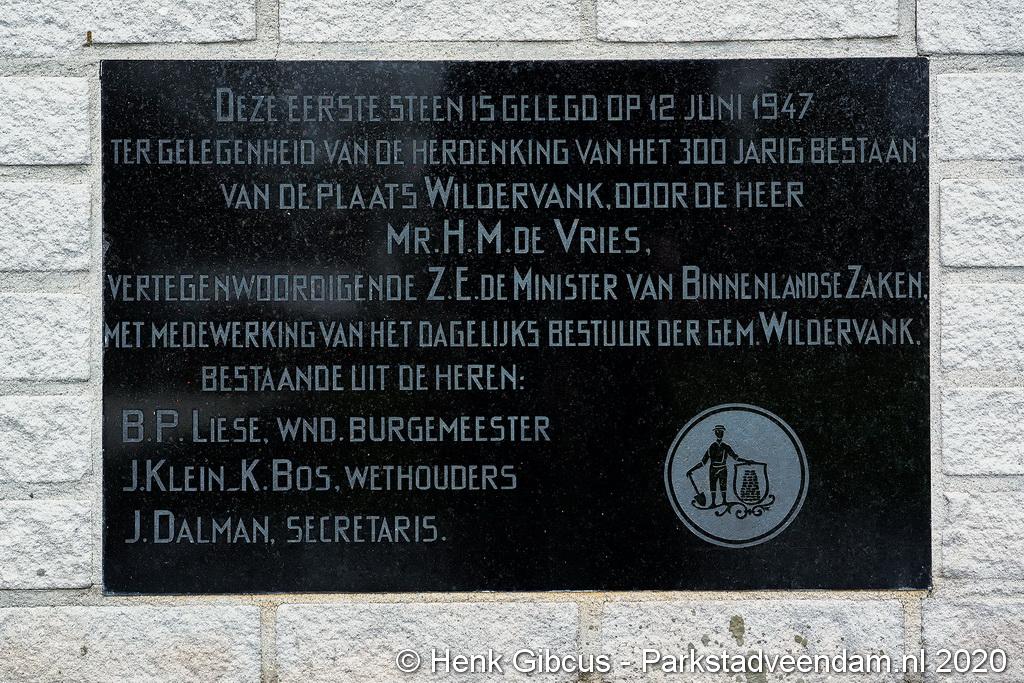 Deze eerste steen is gelegd op 12 juni 1947
ter gelegenheid van de herdenking van het 300 jarig bestaan
van de plaats Wildervank, door de heer
Mr. H. M. de Vries,
vertegenwoordigende Z.E. de Minister van Binnenlandse Zaken,
met medewerking van het dagelijks bestuur der gem. Wildervank,
bestaande uit de heren:
B.P. Liese, wnd. burgemeester
J. Klein - K. Bos, wethouders
J. Dalman, secretaris.
© Henk Gibcus - Parkstadveendam.nl 2020